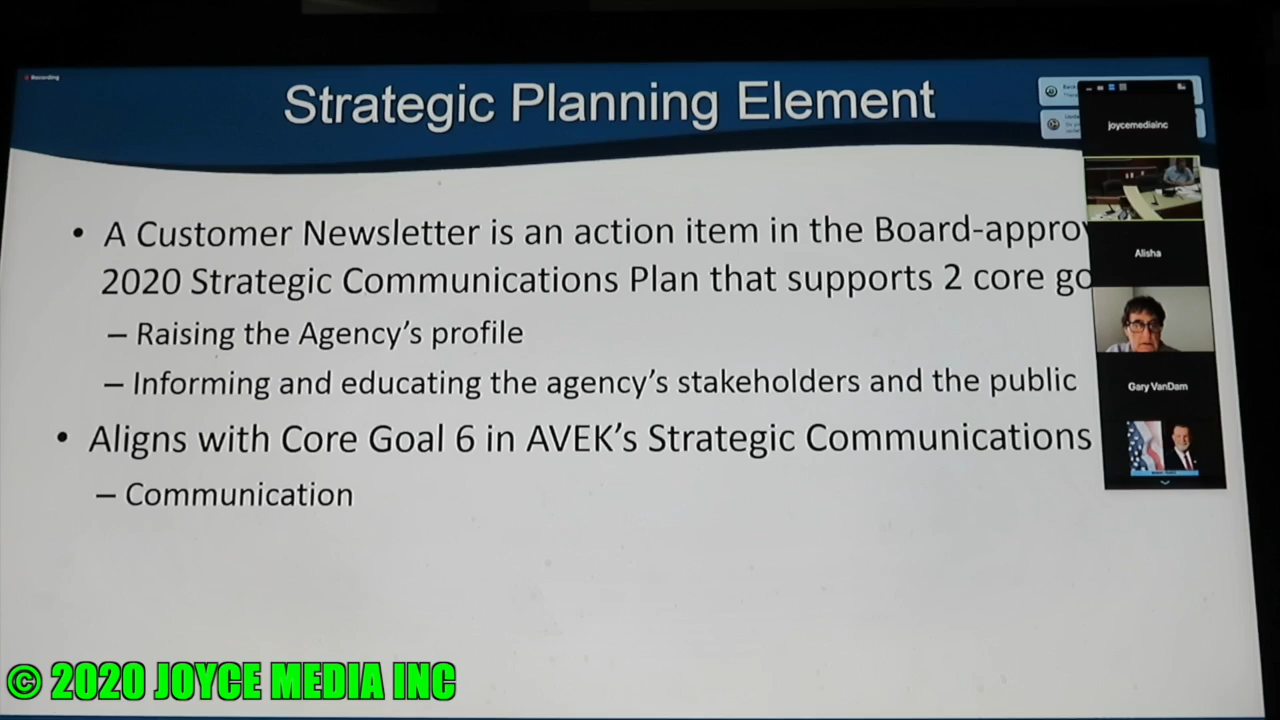 Recording
Strategic Planning Element
joycemediainc
• A Customer Newsletter is an action item in the Board-approv
2020 Strategic Communications Plan that supports 2 core go
Alisha
– Raising the Agency’s profile
– Informing and educating the agency’s stakeholders and the public
Gary VanDam
• Aligns with Core Goal 6 in AVEK’s Strategic Communications
– Communication
© 2020 JOYCE MEDIA INC